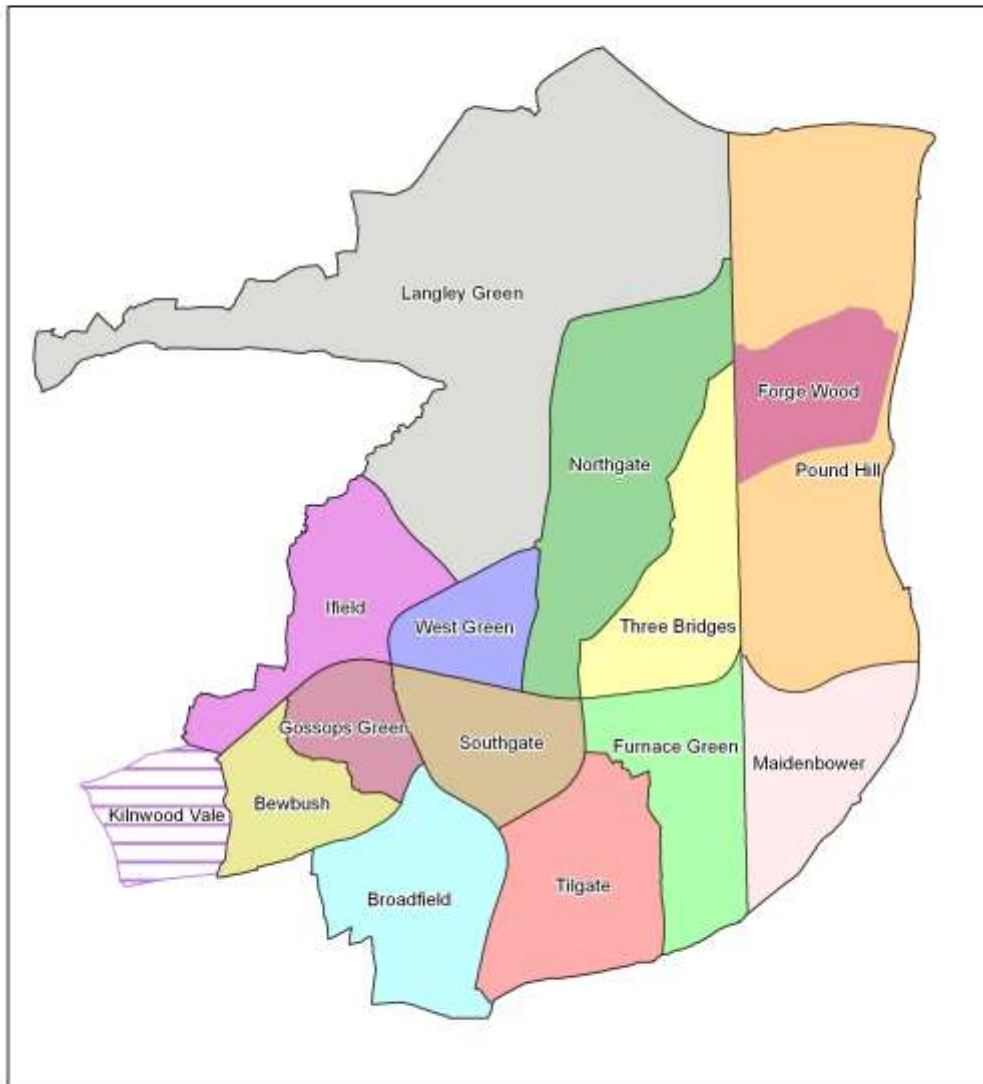 Langley Green
Forge Wood
Northgate
Pound Hill
Ifield
West Green
Three Bridges
Gossops Green
Southgate
Furnace Green
Maidenbower
Kilnwood Vale
Bewbush
Broadfield
Tilgate